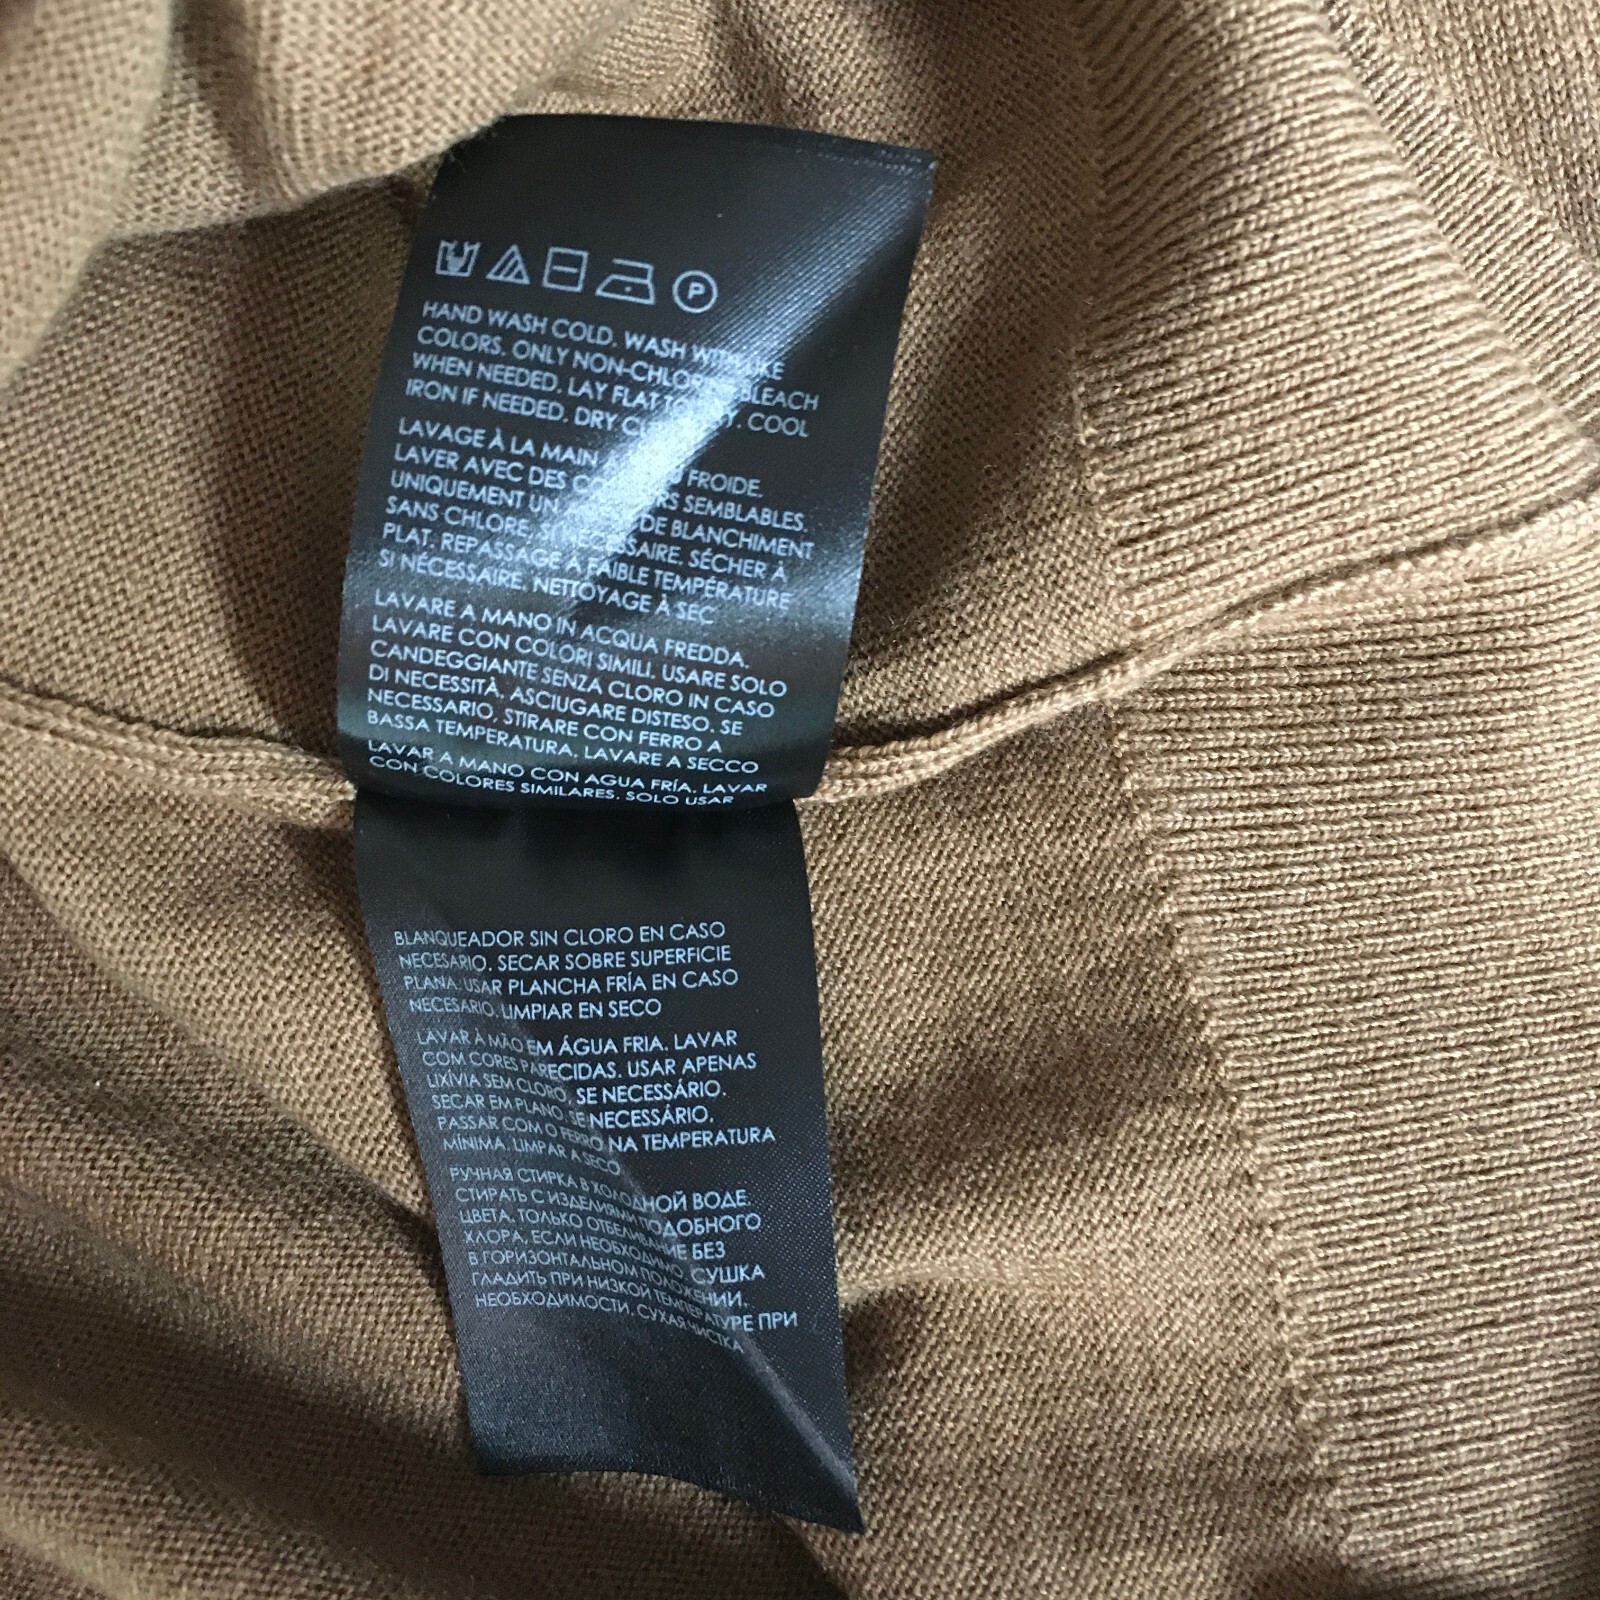 P
HAND WASH COLD. WASH WITH LIKE
COLORS. ONLY NON-CHLORINE BLEACH
WHEN NEEDED. LAY FLAT TO DRY. COOL
IRON IF NEEDED. DRY
LAVAGE À LA MAIN FROIDE.
LAVER AVEC DES SEMBLABLES.
UNIQUEMENT UN DE BLANCHIMENT
SANS CHLORE, SI NÉCESSAIRE. SÉCHER À
PLAT. REPASSAGE À FAIBLE TEMPÉRATURE
SI NÉCESSAIRE. NETTOYAGE À SEC
LAVARE A MANO IN ACQUA FREDDA.
LAVARE CON COLORI SIMILI. USARE SOLO
CANDEGGIANTE SENZA CLORO IN CASO
DI NECESSITÀ. ASCIUGARE DISTESO. SE
NECESSARIO, STIRARE CON FERRO A
BASSA TEMPERATURA. LAVARE A SECCO
LAVAR A MANO CON AGUA FRÍA. LAVAR
CON COLORES SIMILARES. SOLO USAR
BLANQUEADOR SIN CLORO EN CASO
NECESARIO. SECAR SOBRE SUPERFICIE
PLANA. USAR PLANCHA FRÍA EN CASO
NECESARIO. LIMPIAR EN SECO
LAVAR À MÃO EM ÁGUA FRIA. LAVAR
COM CORES PARECIDAS. USAR APENAS
LIXÍVIA SEM CLORO, SE NECESSÁRIO.
SECAR EM PLANO. SE NECESSÁRIO,
PASSAR COM O FERRO NA TEMPERATURA
MÍNIMA. LIMPAR A SECO
РУЧНАЯ СТИРКА В ХОЛОДНОЙ ВОДЕ.
СТИРАТЬ С ИЗДЕЛИЯМИ ПОДОБНОГО
ЦВЕТА. ТОЛЬКО ОТБЕЛИВАНИЕ БЕЗ
ХЛОРА, ЕСЛИ НЕОБХОДИМО. СУШКА
В ГОРИЗОНТАЛЬНОМ ПОЛОЖЕНИИ.
ГЛАДИТЬ ПРИ НИЗКОЙ ТЕМПЕРАТУРЕ ПРИ
НЕОБХОДИМОСТИ. СУХАЯ ЧИСТКА